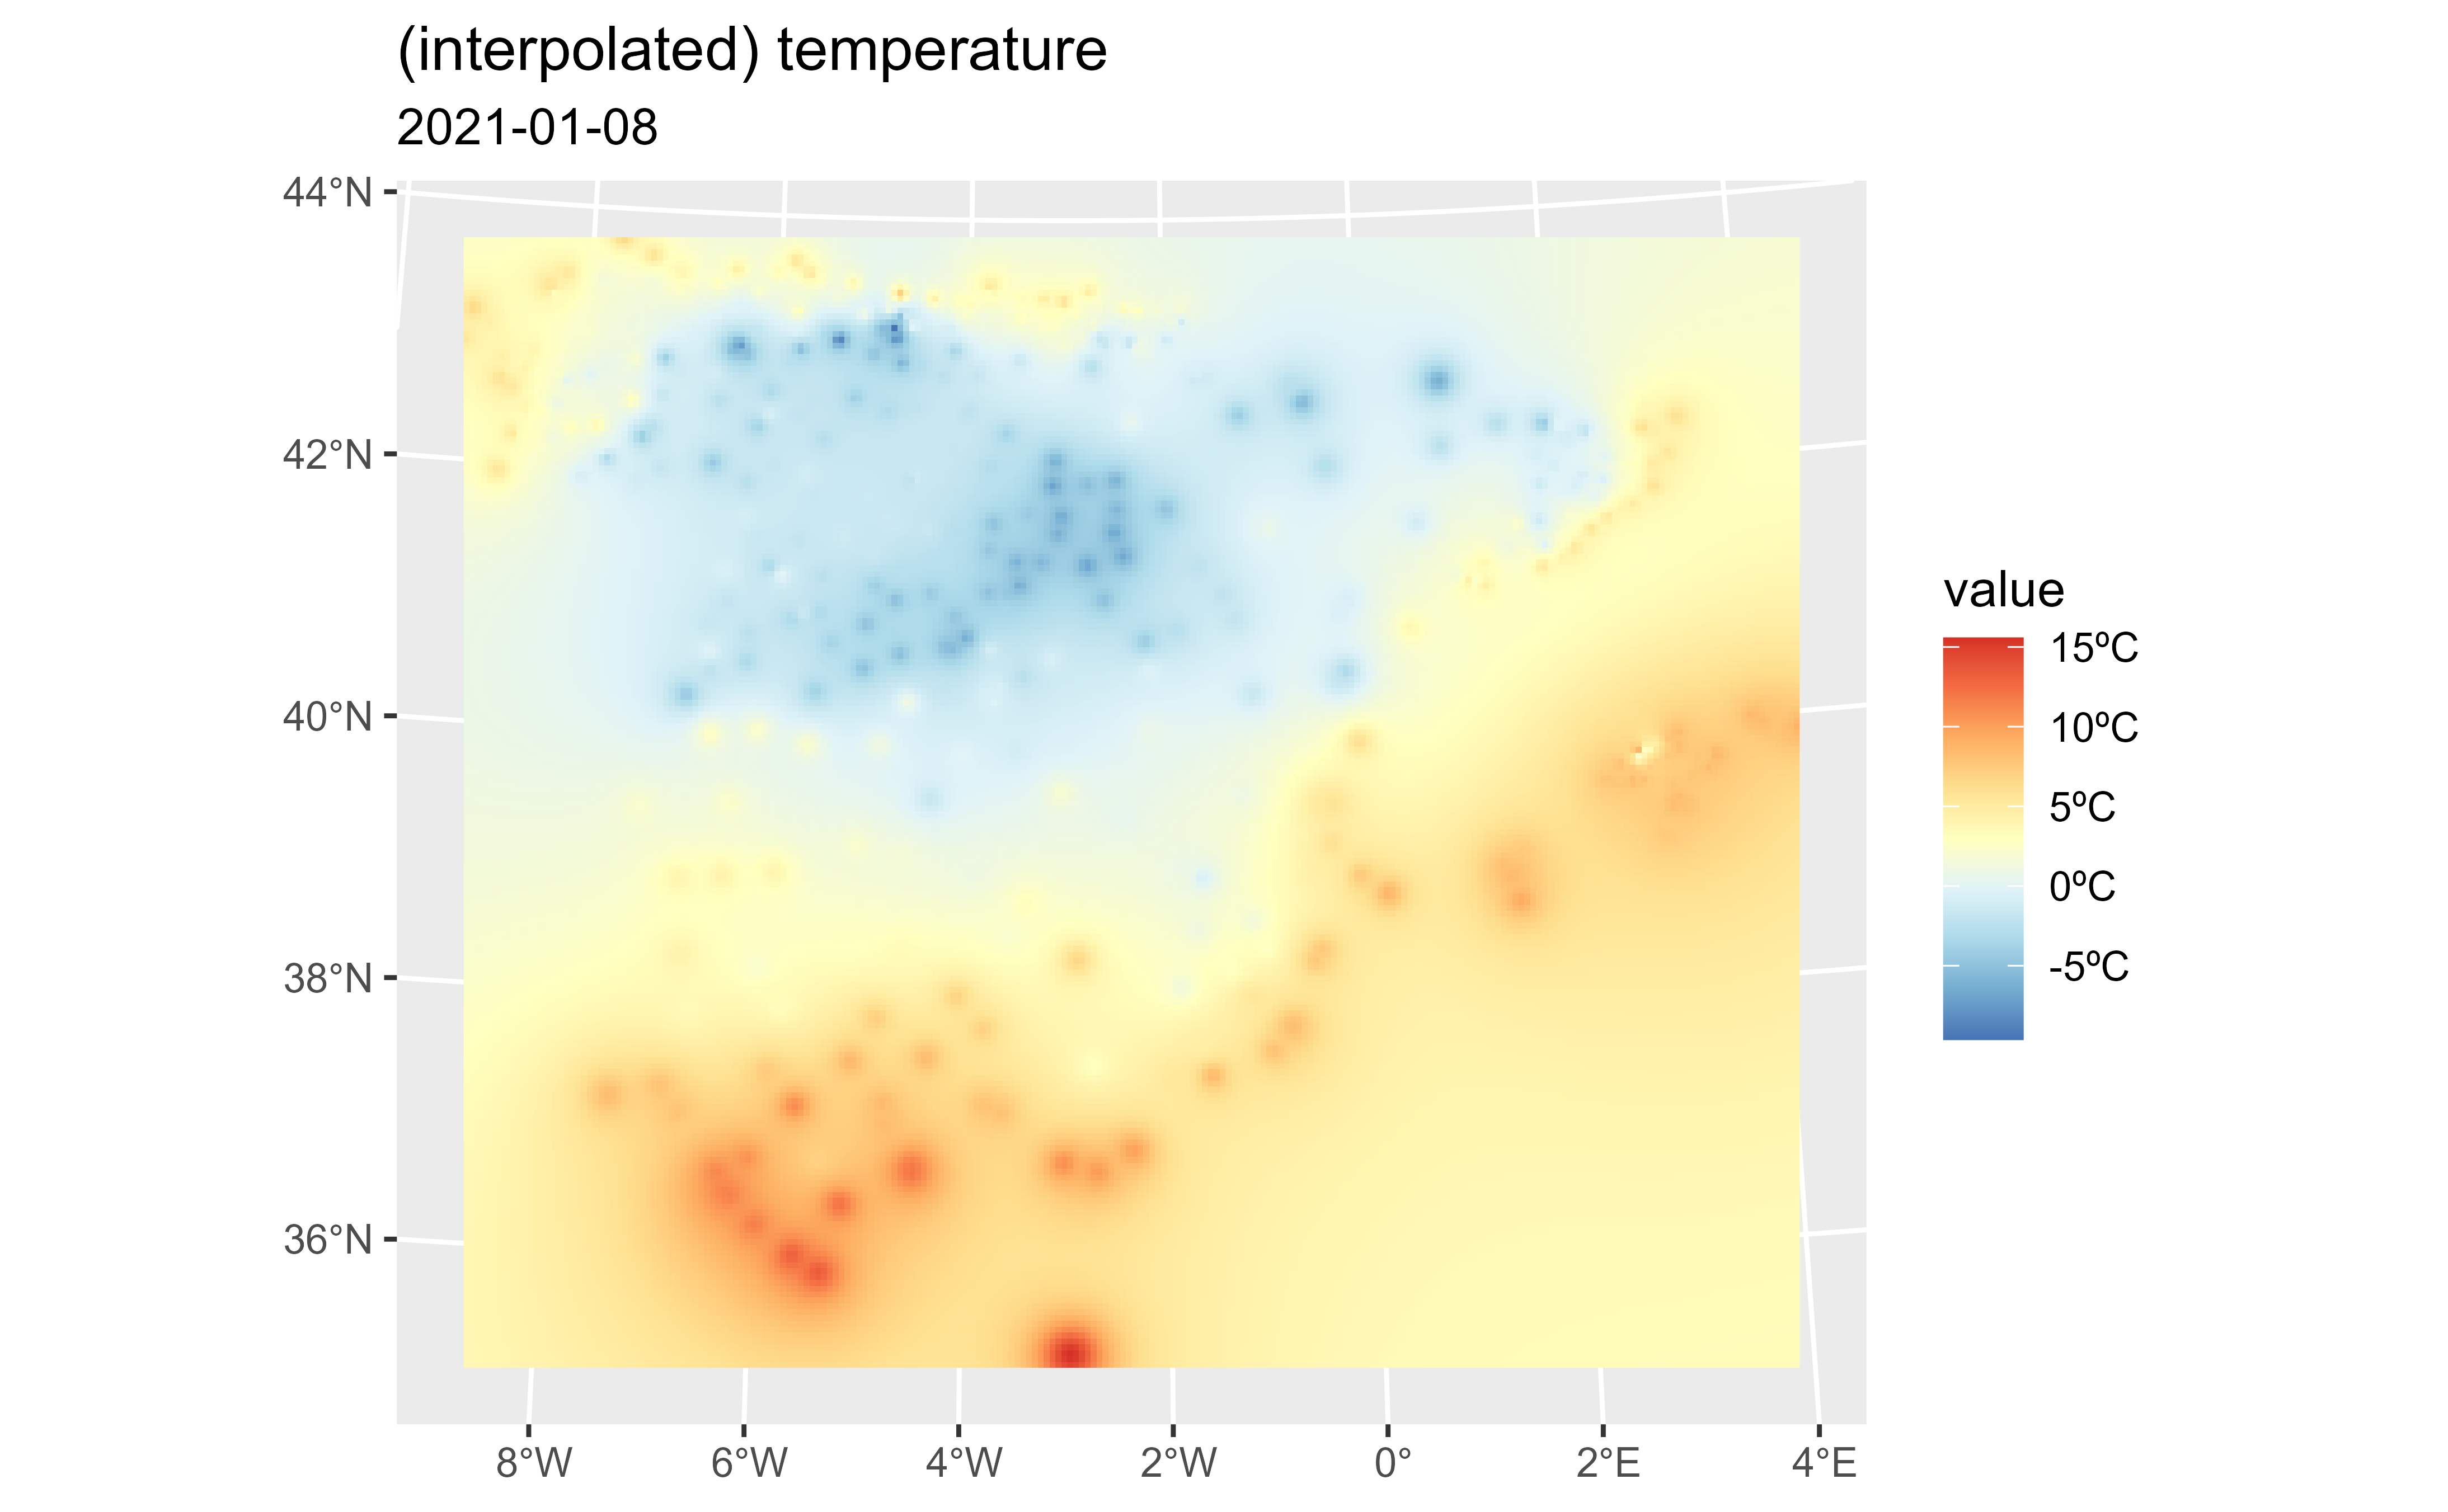 (interpolated) temperature
2021-01-08
44°N
42°N
40°N
38°N
36°N
8°W
6°W
4°W
2°W
0°
2°E
4°E
value
15ºC
10ºC
5ºC
0ºC
-5ºC